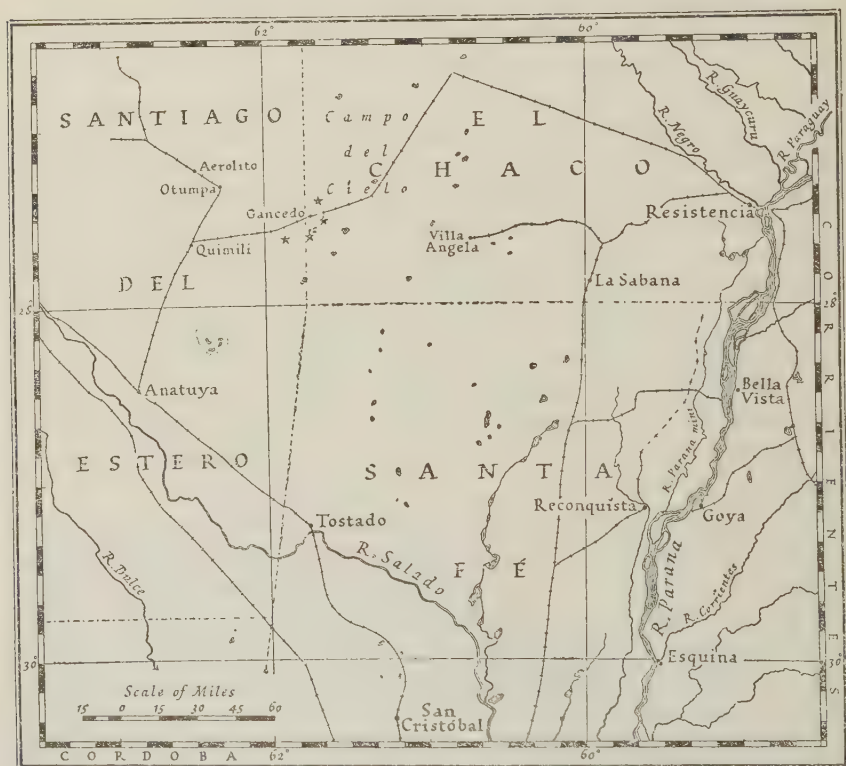 62° 60°
SANTIAGO Campo EL
del
CHACO
Cielo
R. Negro
R. Guaycuru
R. Paraguay
Aerolito
Otumpa
Gancedo
Quimili
Villa
Angela
Resistencia
La Sabana
DEL
28° 28°
CORRIENTES
Anatuya
Bella
Vista
ESTERO
SANTA
R. Parana mini
Reconquista
Goya
Tostado
R. Salado
FÉ
R. Dulce
R. Parana
R. Corrientes
30° 30°
Esquina
Scale of Miles
15 0 15 30 45 60
San
Cristóbal
CORDOBA
62° 60°